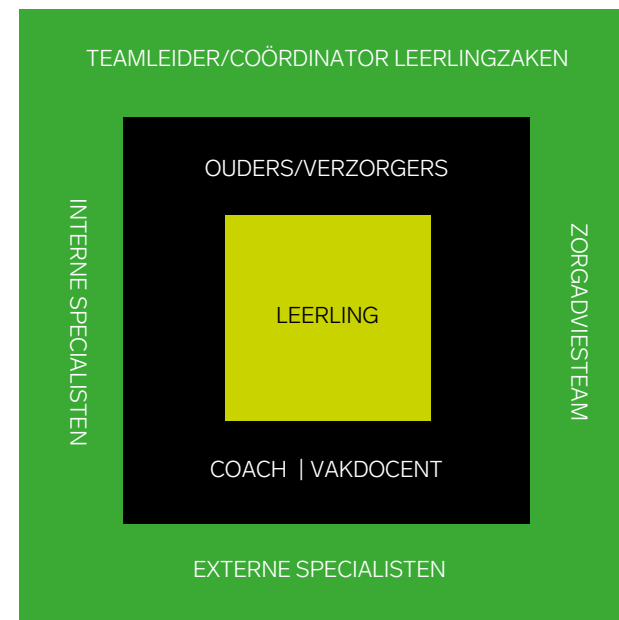 TEAMLEIDER/COÖRDINATOR LEERLINGZAKEN
OUDERS/VERZORGERS
INTERNE SPECIALISTEN
LEERLING
ZORGADVIESTEAM
COACH | VAKDOCENT
EXTERNE SPECIALISTEN